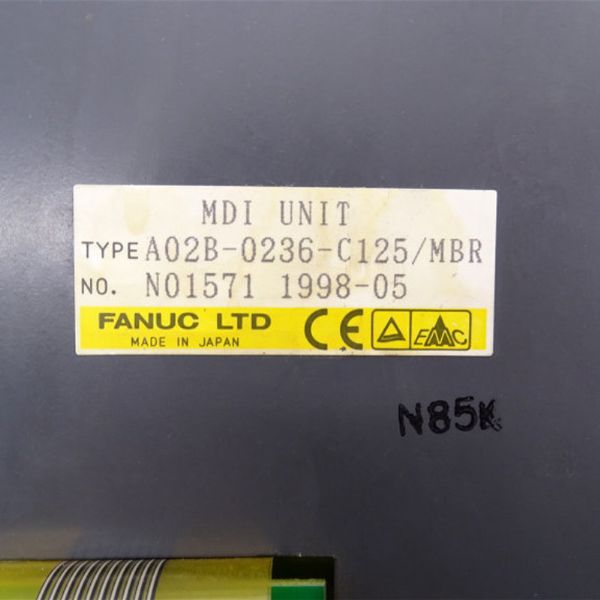 MDI UNIT
TYPE A02B-0236-C125/MBR
NO. N01571 1998-05
FANUC LTD CE EMC
MADE IN JAPAN
N85K